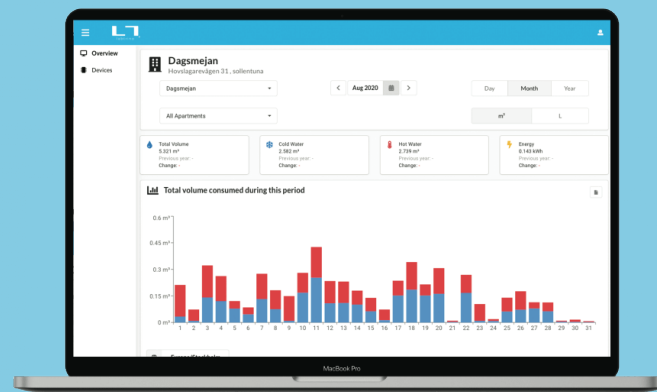 Overview
Devices
Dagsmejan
Hovslagarevägen 31, sollentuna
Dagsmejan
Aug 2020
Day Month Year
All Apartments
m³ L
Total Volume
5.321 m³
Previous year: -
Change: -
Cold Water
2.582 m³
Previous year: -
Change: -
Hot Water
2.739 m³
Previous year: -
Change: -
Energy
0.143 kWh
Previous year: -
Change: -
Total volume consumed during this period
0.6 m³
0.45 m³
0.3 m³
0.15 m³
0 m³
1 2 3 4 5 6 7 8 9 10 11 12 13 14 15 16 17 18 19 20 21 22 23 24 25 26 27 28 29 30 31
MacBook Pro